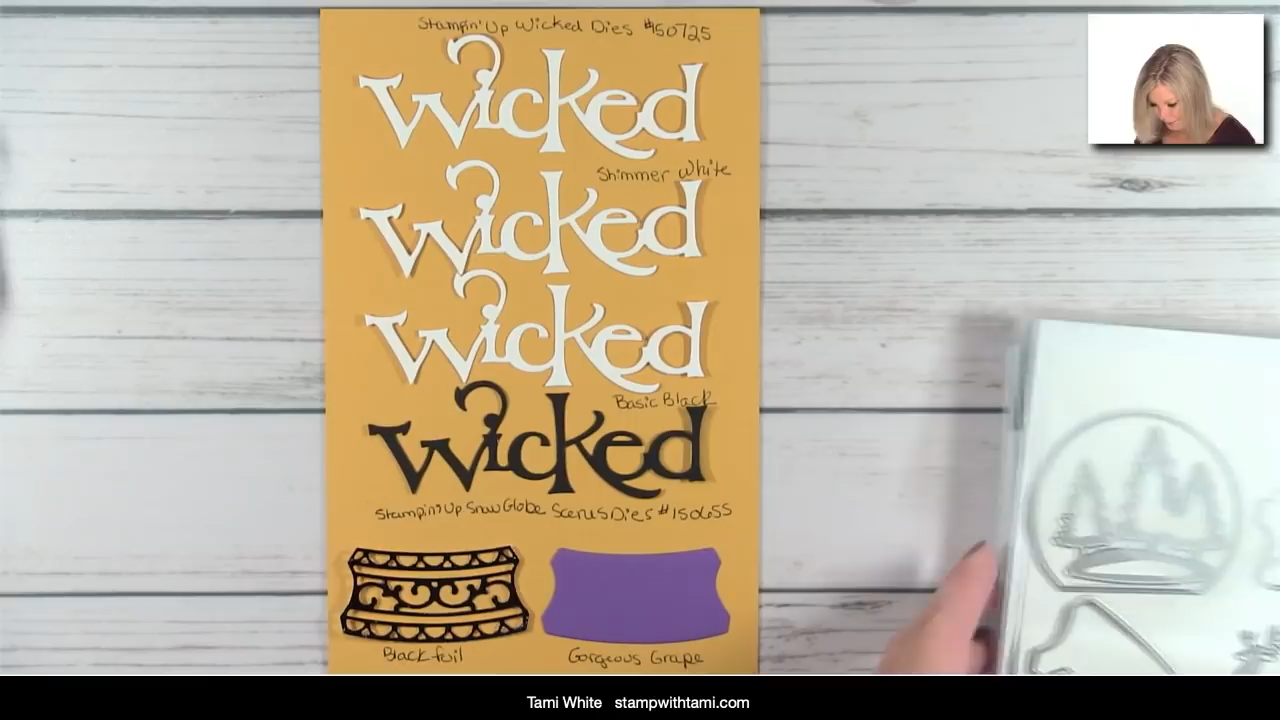 Stampin' Up Wicked Dies #150725
Wicked
Shimmer White
Wicked
Wicked
Basic Black
Wicked
Stampin' Up Snow Globe Scenes Dies #150655
Black foil
Gorgeous Grape
Tami White stampwithtami.com